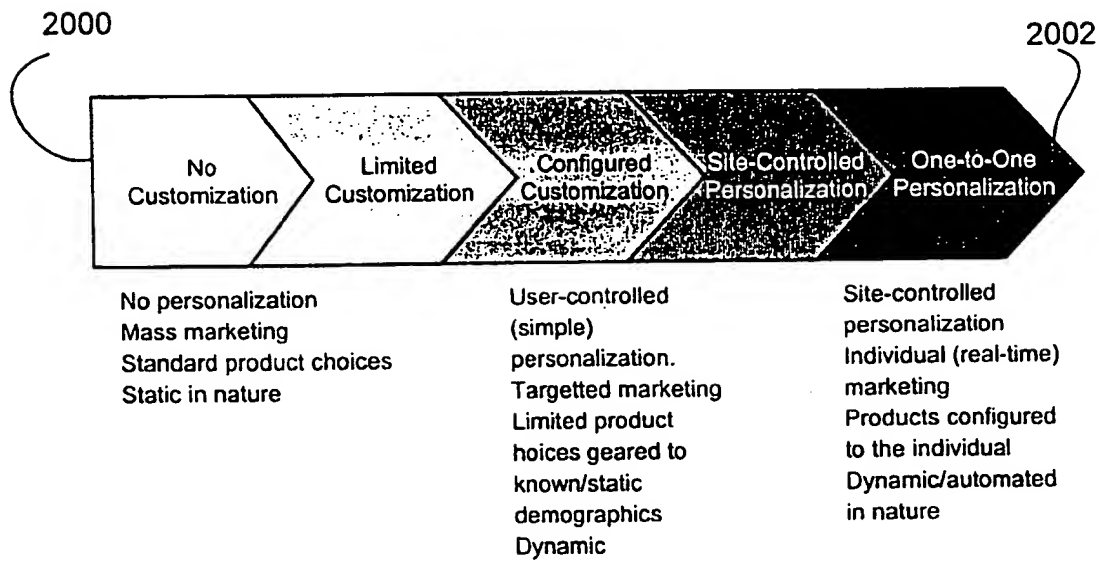 2000
2002
No
Customization
Limited
Customization
Configured
Customization
Site-Controlled
Personalization
One-to-One
Personalization
No personalization
Mass marketing
Standard product choices
Static in nature
User-controlled
(simple)
personalization.
Targetted marketing
Limited product
hoices geared to
known/static
demographics
Dynamic
Site-controlled
personalization
Individual (real-time)
marketing
Products configured
to the individual
Dynamic/automated
in nature